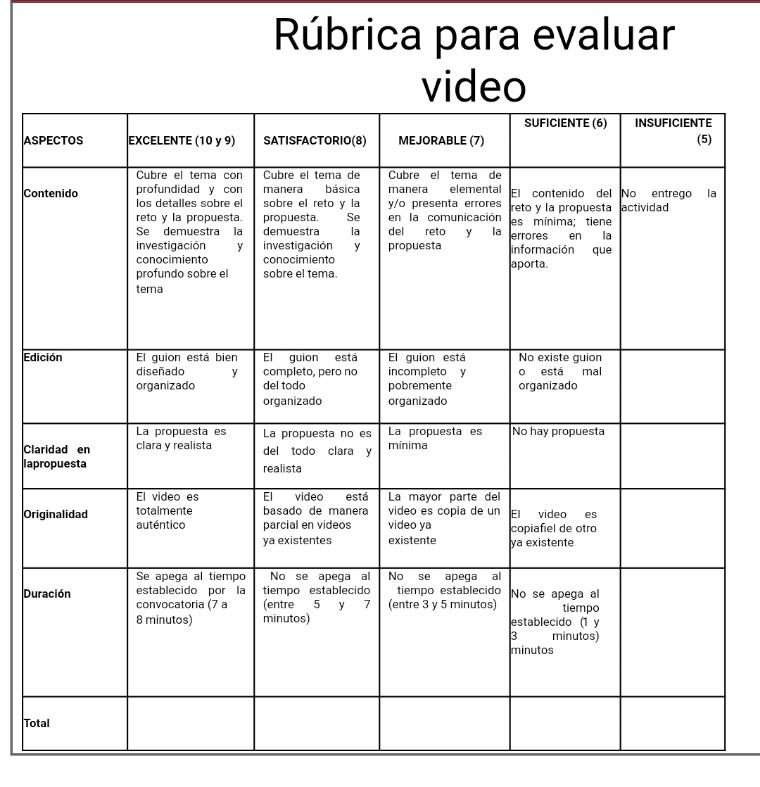 Rúbrica para evaluar
video
ASPECTOS
EXCELENTE (10 y 9)
SATISFACTORIO(8)
MEJORABLE (7)
SUFICIENTE (6)
INSUFICIENTE
(5)
Contenido
Cubre el tema con
profundidad y con
los detalles sobre el
reto y la propuesta.
Se demuestra la
investigación y
conocimiento
profundo sobre el
tema
Cubre el tema de
manera básica
sobre el reto y la
propuesta. Se
demuestra la
investigación y
conocimiento
sobre el tema.
Cubre el tema de
manera elemental
y/o presenta errores
en la comunicación
del reto y la
propuesta
El contenido del
reto y la propuesta
es mínima; tiene
errores en la
información que
aporta.
No entrego la
actividad
Edición
El guion está bien
diseñado y
organizado
El guion está
completo, pero no
del todo
organizado
El guion está
incompleto y
pobremente
organizado
No existe guion
o está mal
organizado
Claridad en
lapropuesta
La propuesta es
clara y realista
La propuesta no es
del todo clara y
realista
La propuesta es
mínima
No hay propuesta
Originalidad
El video es
totalmente
auténtico
El video está
basado de manera
parcial en videos
ya existentes
La mayor parte del
video es copia de un
video ya
existente
El video es
copiafiel de otro
ya existente
Duración
Se apega al tiempo
establecido por la
convocatoria (7 a
8 minutos)
No se apega al
tiempo establecido
(entre 5 y 7
minutos)
No se apega al
tiempo establecido
(entre 3 y 5 minutos)
No se apega al
tiempo
establecido (1 y
3 minutos)
minutos
Total